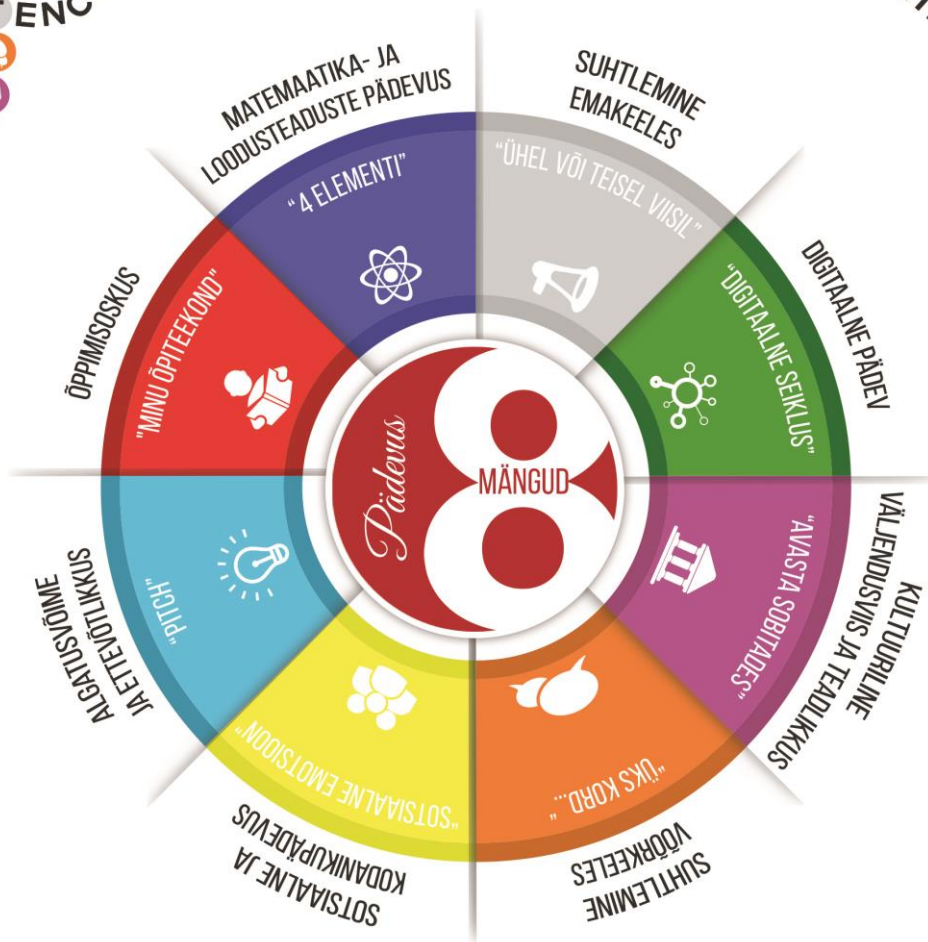 ENC
MATEMAATIKA- JA
LOODUSTEADUSTE PÄDEVUS
"4 ELEMENTI"
SUHTLEMINE
EMAKEELES
"ÜHEL VÕI TEISEL VIISIL"
DIGITAALNE PÄDEV
"DIGITAALNE SEIKLUS"
KULTUURILINE
VÄLJENDUSVIIS JA TEADLIKKUS
"AVASTA SOBITADES"
SUHTLEMINE
VÕÕRKEELES
"ÜKS KORD..."
SOTSIAALNE JA
KODANIKUPÄDEVUS
"SOTSIAALNE EMOTSIOON"
ALGATUSVÕIME
JA ETTEVÕTLIKKUS
"PITCH"
ÕPPIMISOSKUS
"MINU ÕPITEEKOND"
Pädevus
MÄNGUD